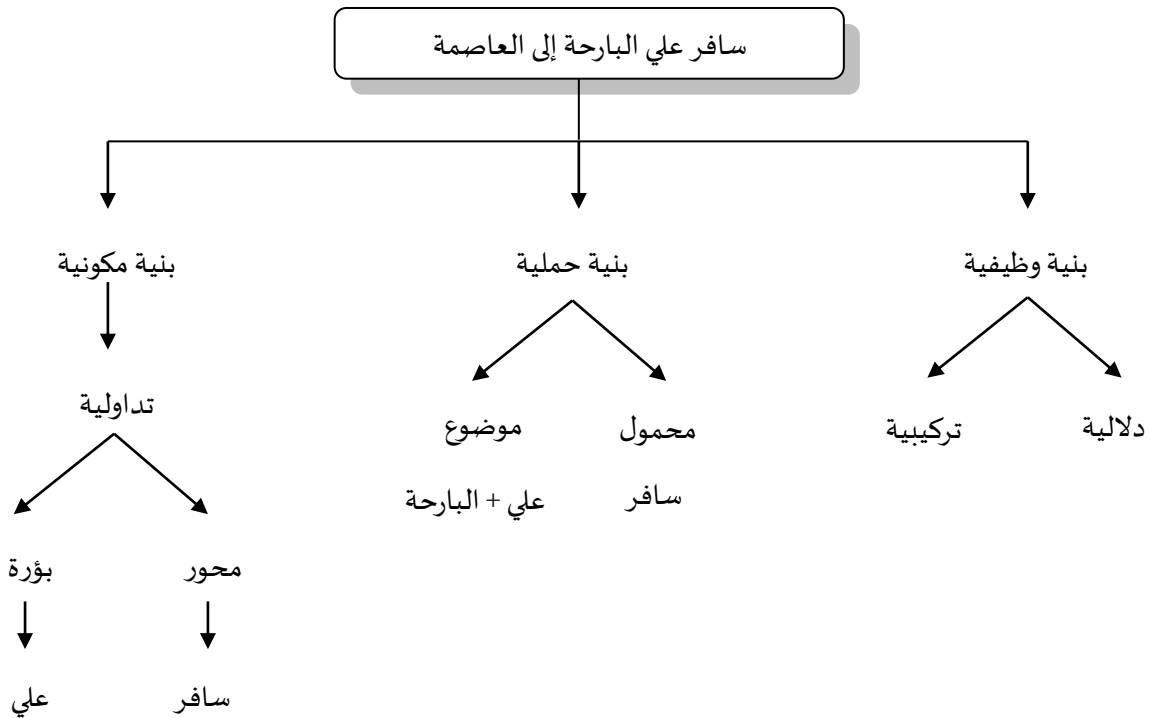 سافر علي البارحة إلى العاصمة
بنية وظيفية
بنية حملية
بنية مكونية
دلالية
تركيبية
محمول
موضوع
تداولية
سافر
علي + البارحة
محور
بؤرة
سافر
علي